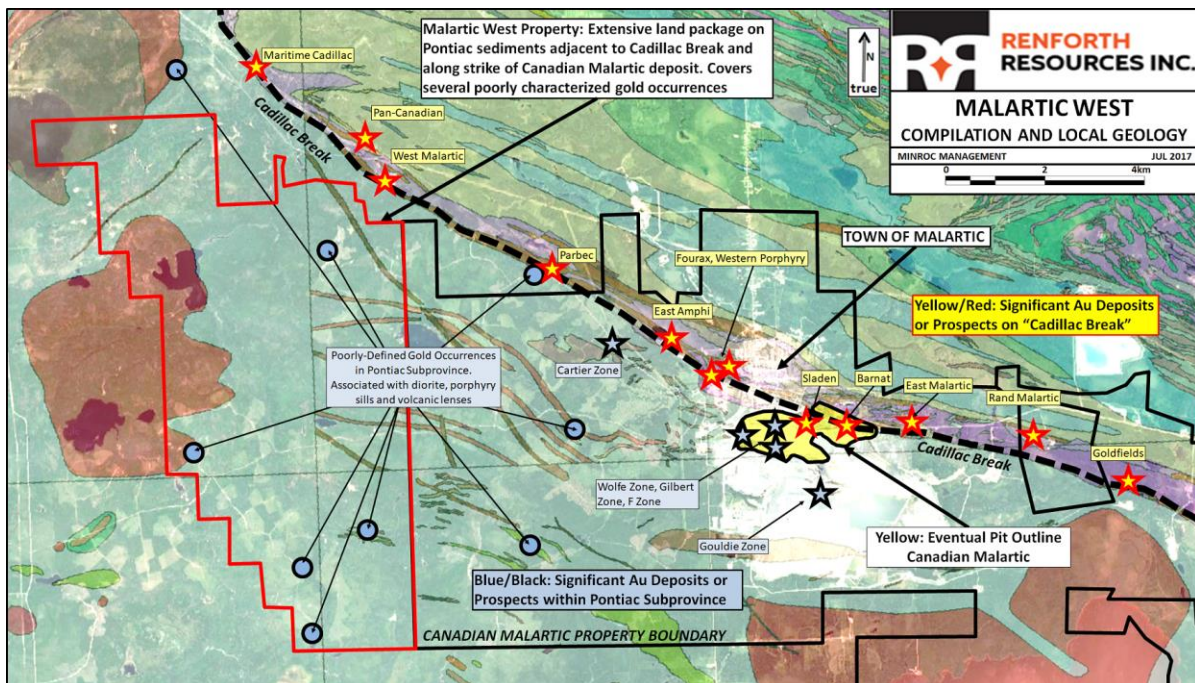 Malartic West Property: Extensive land package on
Pontiac sediments adjacent to Cadillac Break and
along strike of Canadian Malartic deposit. Covers
several poorly characterized gold occurrences
N
true
RENFORTH
RESOURCES INC.
MALARTIC WEST
COMPILATION AND LOCAL GEOLOGY
MINROC MANAGEMENT
JUL 2017
0
2
4km
Maritime Cadillac
Cadillac Break
Pan-Canadian
West Malartic
Parbec
TOWN OF MALARTIC
Fourax, Western Porphyry
East Amphi
Yellow/Red: Significant Au Deposits
or Prospects on “Cadillac Break”
Poorly-Defined Gold Occurrences
in Pontiac Subprovince.
Associated with diorite, porphyry
sills and volcanic lenses
Cartier Zone
Sladen
Barnat
East Malartic
Rand Malartic
Cadillac Break
Goldfields
Wolfe Zone, Gilbert
Zone, F Zone
Gouldie Zone
Yellow: Eventual Pit Outline
Canadian Malartic
Blue/Black: Significant Au Deposits or
Prospects within Pontiac Subprovince
CANADIAN MALARTIC PROPERTY BOUNDARY